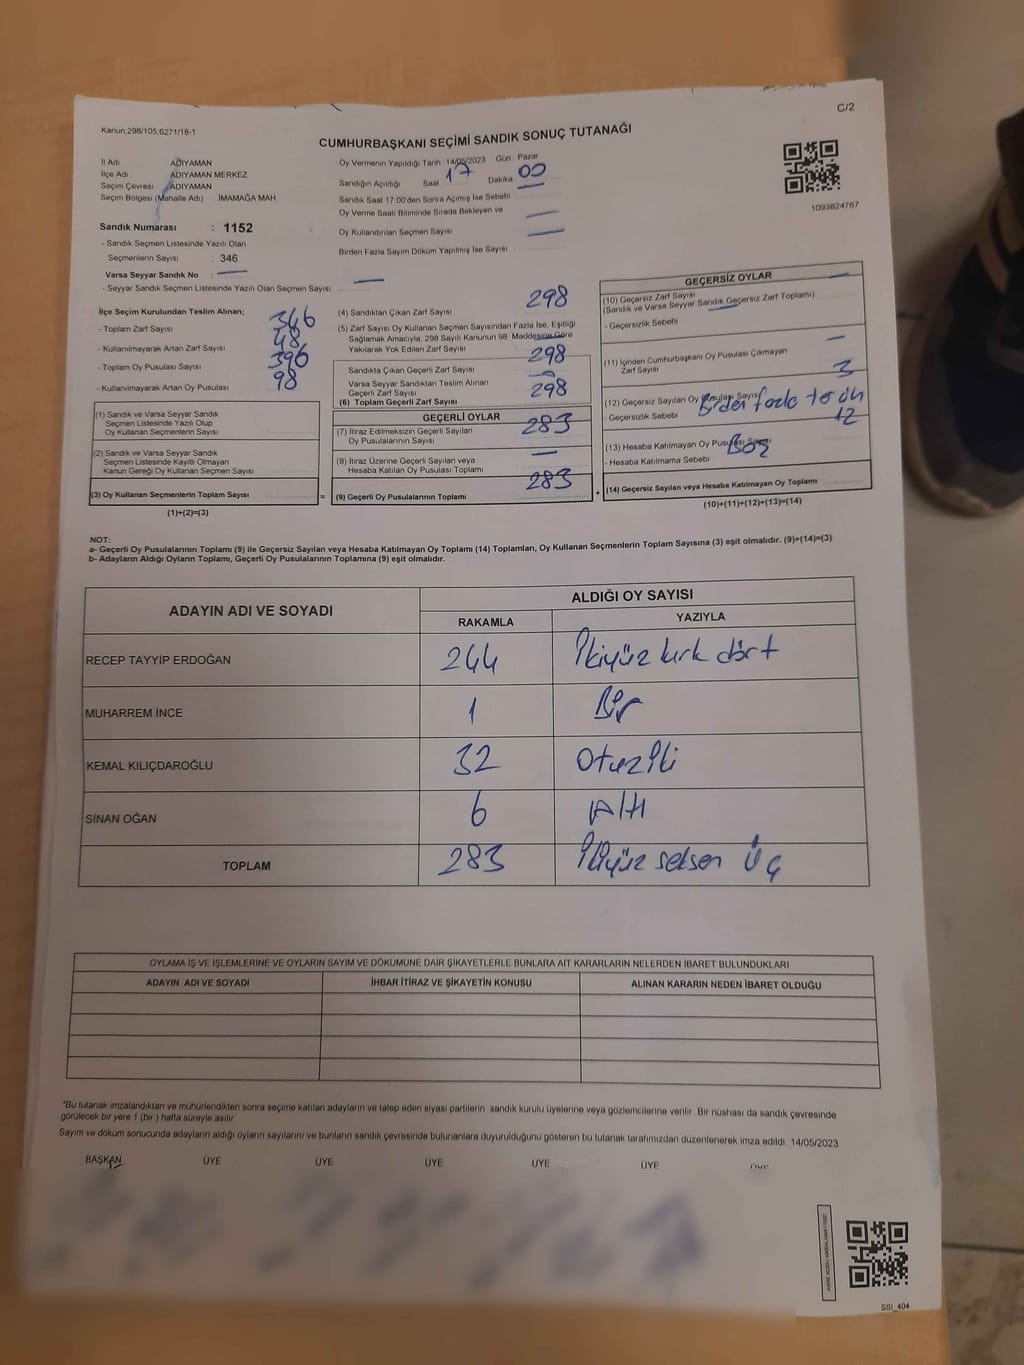 C/2
Kanun,298/105,6271/18-1
CUMHURBAŞKANI SEÇİMİ SANDIK SONUÇ TUTANAĞI
İl Adı ADIYAMAN
İlçe Adı ADIYAMAN MERKEZ
Seçim Çevresi ADIYAMAN
Seçim Bölgesi (Mahalle Adı) İMAMAĞA MAH
Sandık Numarası : 1152
- Sandık Seçmen Listesinde Yazılı Olan
Seçmenlerin Sayısı : 346
Varsa Seyyar Sandık No :
- Seyyar Sandık Seçmen Listesinde Yazılı Olan Seçmen Sayısı:
Oy Vermenin Yapıldığı Tarih 14/05/2023 Gün : Pazar
Sandığın Açıldığı Saat 17 Dakika 00
Sandık Saat 17.00'den Sonra Açılmış İse Sebebi
Oy Verme Saati Bitiminde Sırada Bekleyen ve
Oy Kullandırılan Seçmen Sayısı
Birden Fazla Sayım Döküm Yapılmış İse Sayısı
1093824767
İlçe Seçim Kurulundan Teslim Alınan;
- Toplam Zarf Sayısı 346
- Kullanılmayarak Artan Zarf Sayısı 48
- Toplam Oy Pusulası Sayısı 396
- Kullanılmayarak Artan Oy Pusulası 98
(1) Sandık ve Varsa Seyyar Sandık
Seçmen Listesinde Yazılı Olup
Oy Kullanan Seçmenlerin Sayısı
(2) Sandık ve Varsa Seyyar Sandık
Seçmen Listesinde Kayıtlı Olmayan
Kanun Gereği Oy Kullanan Seçmen Sayısı
(3) Oy Kullanan Seçmenlerin Toplam Sayısı
(1)+(2)=(3)
(4) Sandıktan Çıkan Zarf Sayısı 298
(5) Zarf Sayısı Oy Kullanan Seçmen Sayısından Fazla İse, Eşitliği
Sağlamak Amacıyla, 298 Sayılı Kanunun 98. Maddesine Göre
Yakılarak Yok Edilen Zarf Sayısı
Sandıkta Çıkan Geçerli Zarf Sayısı 298
Varsa Seyyar Sandıktan Teslim Alınan
Geçerli Zarf Sayısı
(6) Toplam Geçerli Zarf Sayısı 298
GEÇERLİ OYLAR
(7) İtiraz Edilmeksizin Geçerli Sayılan
Oy Pusulalarının Sayısı 283
(8) İtiraz Üzerine Geçerli Sayılan veya
Hesaba Katılan Oy Pusulası Toplamı
= (9) Geçerli Oy Pusulalarının Toplamı 283
GEÇERSİZ OYLAR
(10) Geçersiz Zarf Sayısı
(Sandık ve Varsa Seyyar Sandık Geçersiz Zarf Toplamı)
- Geçersizlik Sebebi
(11) İçinden Cumhurbaşkanı Oy Pusulası Çıkmayan
Zarf Sayısı
(12) Geçersiz Sayılan Oy Pusulası Sayısı 3
- Geçersizlik Sebebi Birden fazla tercih
(13) Hesaba Katılmayan Oy Pusulası Sayısı 12
- Hesaba Katılmama Sebebi Boş
+ (14) Geçersiz Sayılan veya Hesaba Katılmayan Oy Toplamı
(10)+(11)+(12)+(13)=(14)
NOT:
a- Geçerli Oy Pusulalarının Toplamı (9) ile Geçersiz Sayılan veya Hesaba Katılmayan Oy Toplamı (14) Toplamları, Oy Kullanan Seçmenlerin Toplam Sayısına (3) eşit olmalıdır. (9)+(14)=(3)
b- Adayların Aldığı Oyların Toplamı, Geçerli Oy Pusulalarının Toplamına (9) eşit olmalıdır.
ADAYIN ADI VE SOYADI ALDIĞI OY SAYISI
RAKAMLA YAZIYLA
RECEP TAYYİP ERDOĞAN 244 İkiyüz kırk dört
MUHARREM İNCE 1 Bir
KEMAL KILIÇDAROĞLU 32 Otuziki
SİNAN OĞAN 6 Altı
TOPLAM 283 İkiyüz seksen Üç
OYLAMA İŞ VE İŞLEMLERİNE VE OYLARIN SAYIM VE DÖKÜMÜNE DAİR ŞİKAYETLERLE BUNLARA AİT KARARLARIN NELERDEN İBARET BULUNDUKLARI
ADAYIN ADI VE SOYADI İHBAR İTİRAZ VE ŞİKAYETİN KONUSU ALINAN KARARIN NEDEN İBARET OLDUĞU
*Bu tutanak imzalandıktan ve mühürlendikten sonra seçime katılan adayların ve talep eden siyasi partilerin sandık kurulu üyelerine veya gözlemcilerine verilir. Bir nüshası da sandık çevresinde
görülecek bir yere 1 (bir) hafta süreyle asılır
Sayım ve döküm sonucunda adayların aldığı oyların sayılarını ve bunların sandık çevresinde bulunanlara duyurulduğunu gösteren bu tutanak tarafımızdan düzenlenerek imza edildi. 14/05/2023
BAŞKAN ÜYE ÜYE ÜYE ÜYE ÜYE ÜYE
SSI_404